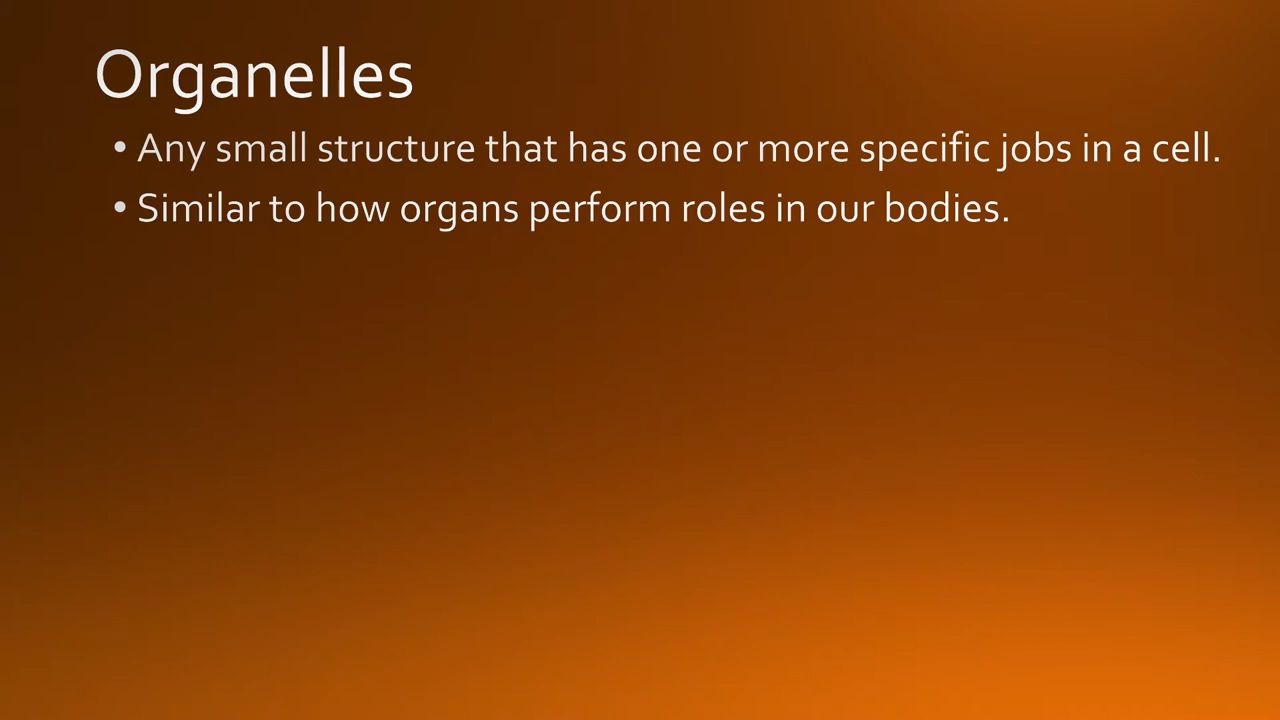 Organelles
• Any small structure that has one or more specific jobs in a cell.
• Similar to how organs perform roles in our bodies.